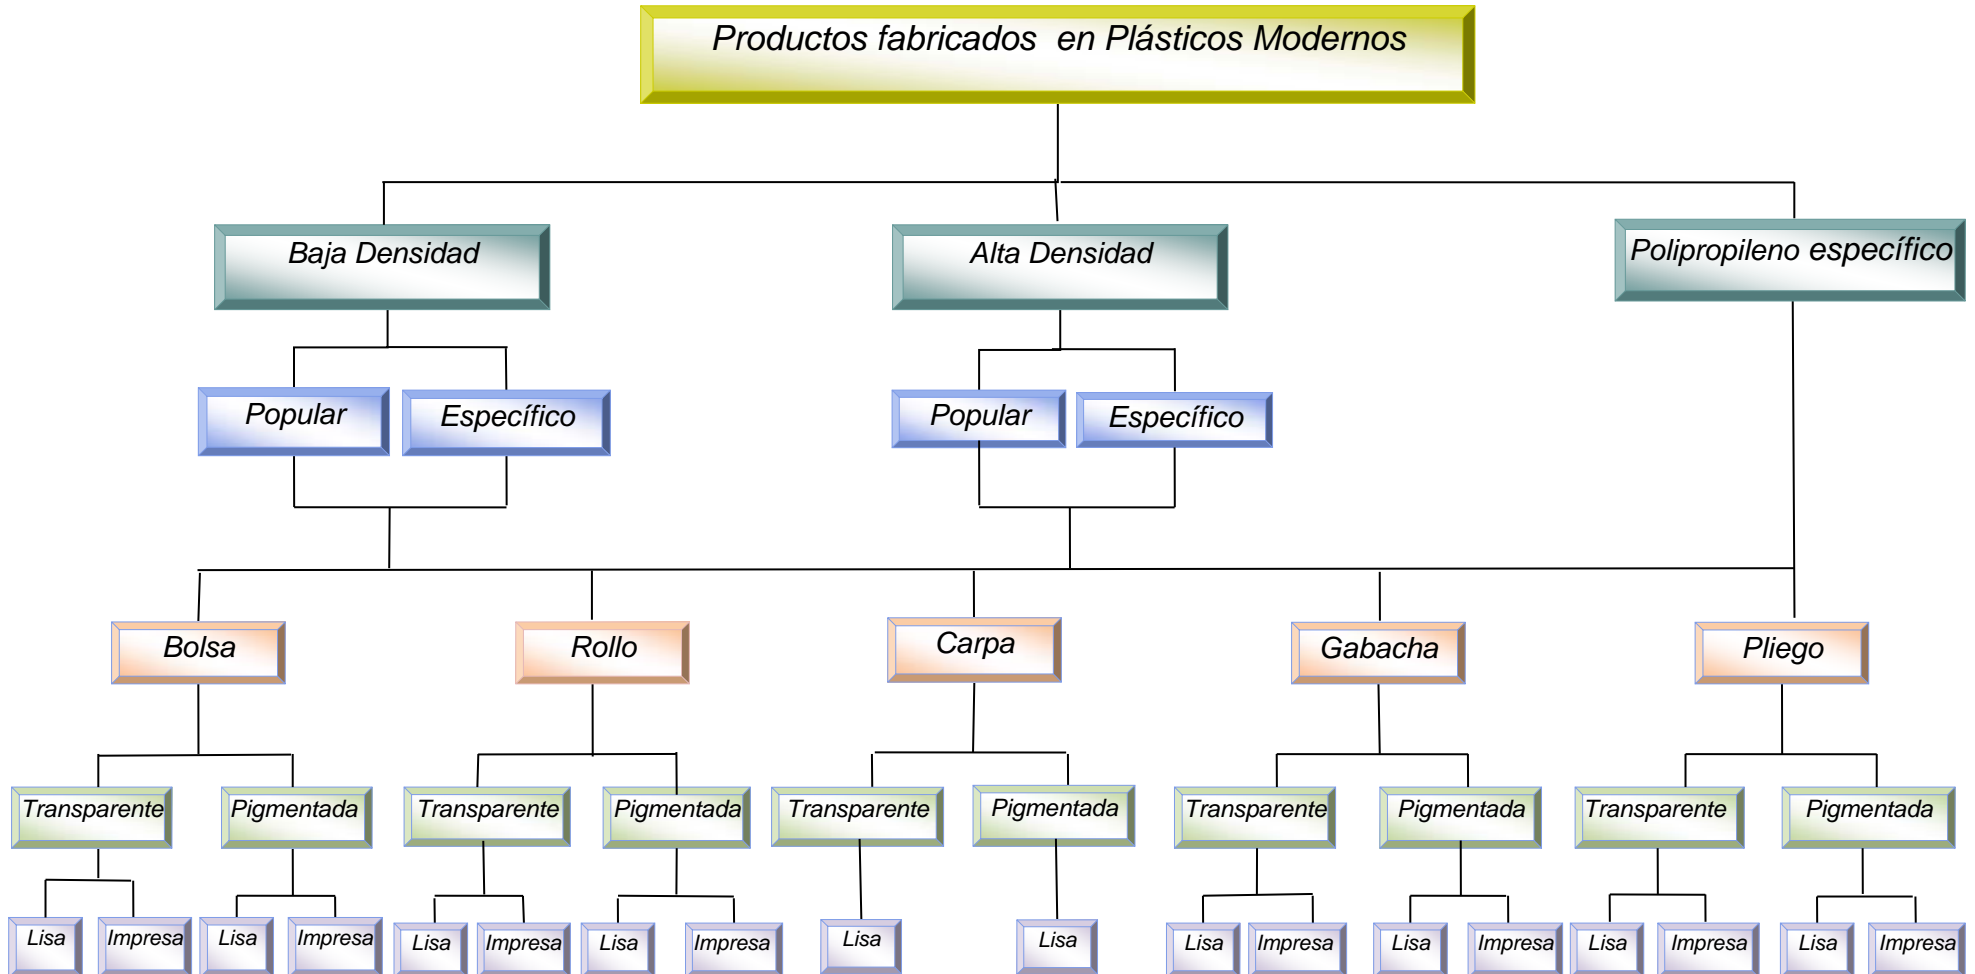 Productos fabricados  en Plásticos Modernos
Baja Densidad
Alta Densidad
Polipropileno específico
Popular
Específico
Popular
Específico
Bolsa
Rollo
Carpa
Gabacha
Pliego
Transparente
Pigmentada
Transparente
Pigmentada
Transparente
Pigmentada
Transparente
Pigmentada
Transparente
Pigmentada
Lisa
Impresa
Lisa
Impresa
Lisa
Impresa
Lisa
Impresa
Lisa
Lisa
Lisa
Impresa
Lisa
Impresa
Lisa
Impresa
Lisa
Impresa